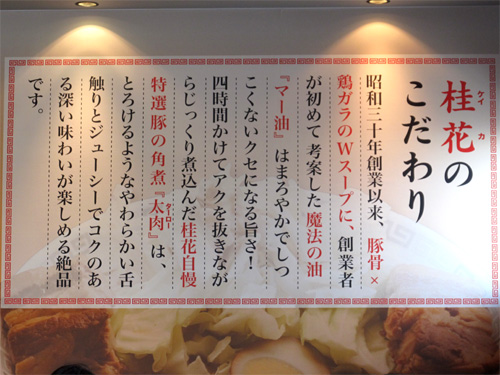 桂花の
ケイ カ
こだわり
昭和三十年創業以来、豚骨×
鶏ガラのWスープに、創業者
が初めて考案した魔法の油
『マー油』はまろやかでしつ
こくないクセになる旨さ！
四時間かけてアクを抜きなが
らじっくり煮込んだ桂花自慢
特選豚の角煮『太肉』は、
ターロー
とろけるようなやわらかい舌
触りとジューシーでコクのあ
る深い味わいが楽しめる絶品
です。